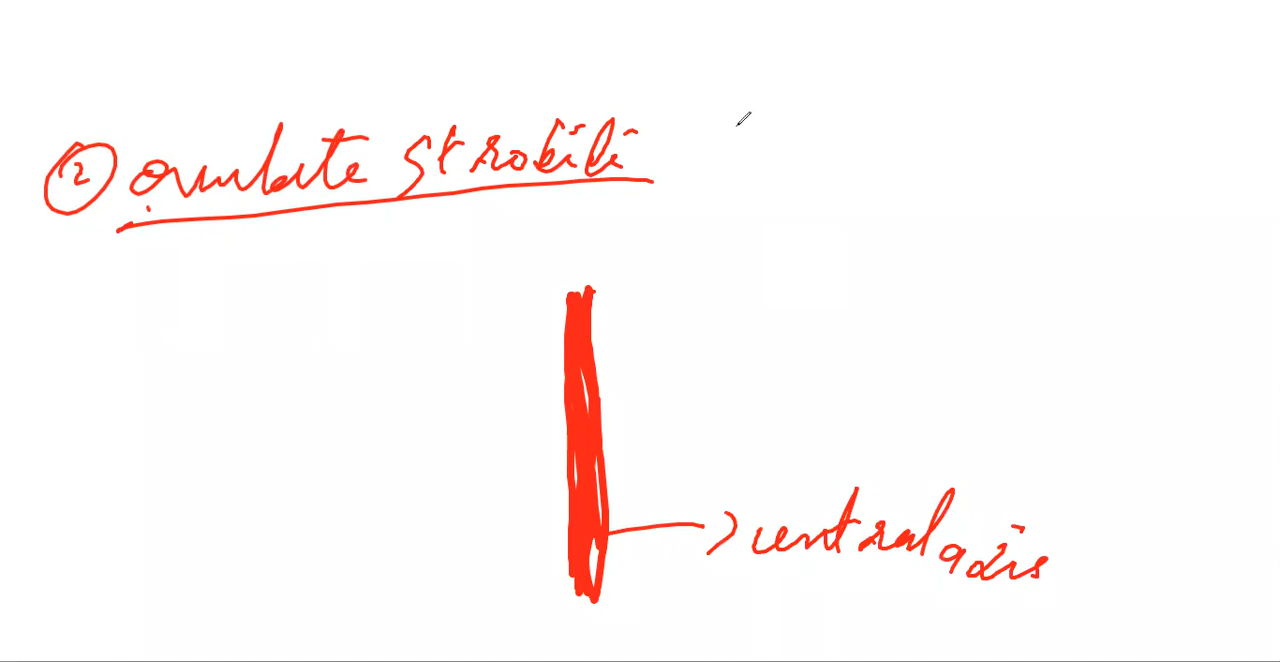 ② ovulate strobili
central axis